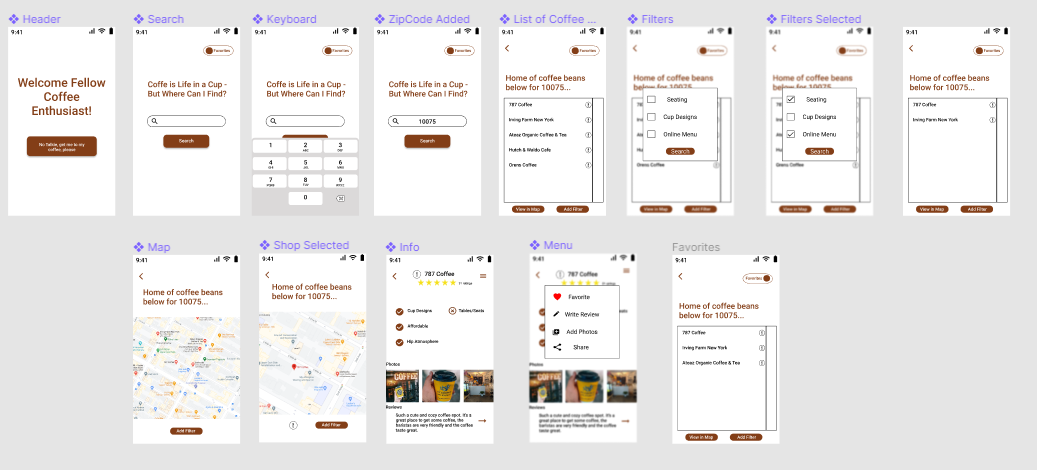 Header
9:41
Welcome Fellow
Coffee
Enthusiast!
No Talkie, get me to my
coffee, please
Search
9:41
Favorites
Coffe is Life in a Cup -
But Where Can I Find?
Search
Keyboard
9:41
Favorites
Coffe is Life in a Cup -
But Where Can I Find?
1
2
ABC
3
DEF
4
GHI
5
JKL
6
MNO
7
PQRS
8
TUV
9
WXYZ
0
ZipCode Added
9:41
Favorites
Coffe is Life in a Cup -
But Where Can I Find?
10075
Search
List of Coffee ...
9:41
Favorites
Home of coffee beans
below for 10075...
787 Coffee
Irving Farm New York
Ateaz Organic Coffee & Tea
Hutch & Waldo Cafe
Orens Coffee
View in Map
Add Filter
Filters
9:41
Favorites
Home of coffee beans
below for 10075...
Seating
Cup Designs
Online Menu
Search
Orens Coffee
View in Map
Add Filter
Filters Selected
9:41
Favorites
Home of coffee beans
below for 10075...
Seating
Cup Designs
Online Menu
Search
Orens Coffee
View in Map
Add Filter
9:41
Favorites
Home of coffee beans
below for 10075...
787 Coffee
Irving Farm New York
View in Map
Add Filter
Map
9:41
Home of coffee beans
below for 10075...
Add Filter
Shop Selected
9:41
Home of coffee beans
below for 10075...
787 Coffee
Add Filter
Info
9:41
787 Coffee
Cup Designs
Tables/Seats
Affordable
Hip Atmosphere
Photos
COFFEE
Reviews
Such a cute and cozy coffee spot. It's a
great place to get some coffee, the
baristas are very friendly and the coffee
taste great.
Menu
9:41
787 Coffee
Favorite
Write Review
Add Photos
Share
Photos
Reviews
Such a cute and cozy coffee spot. It's a
great place to get some coffee, the
baristas are very friendly and the coffee
taste great.
Favorites
9:41
Favorites
Home of coffee beans
below for 10075...
787 Coffee
Irving Farm New York
Ateaz Organic Coffee & Tea
View in Map
Add Filter